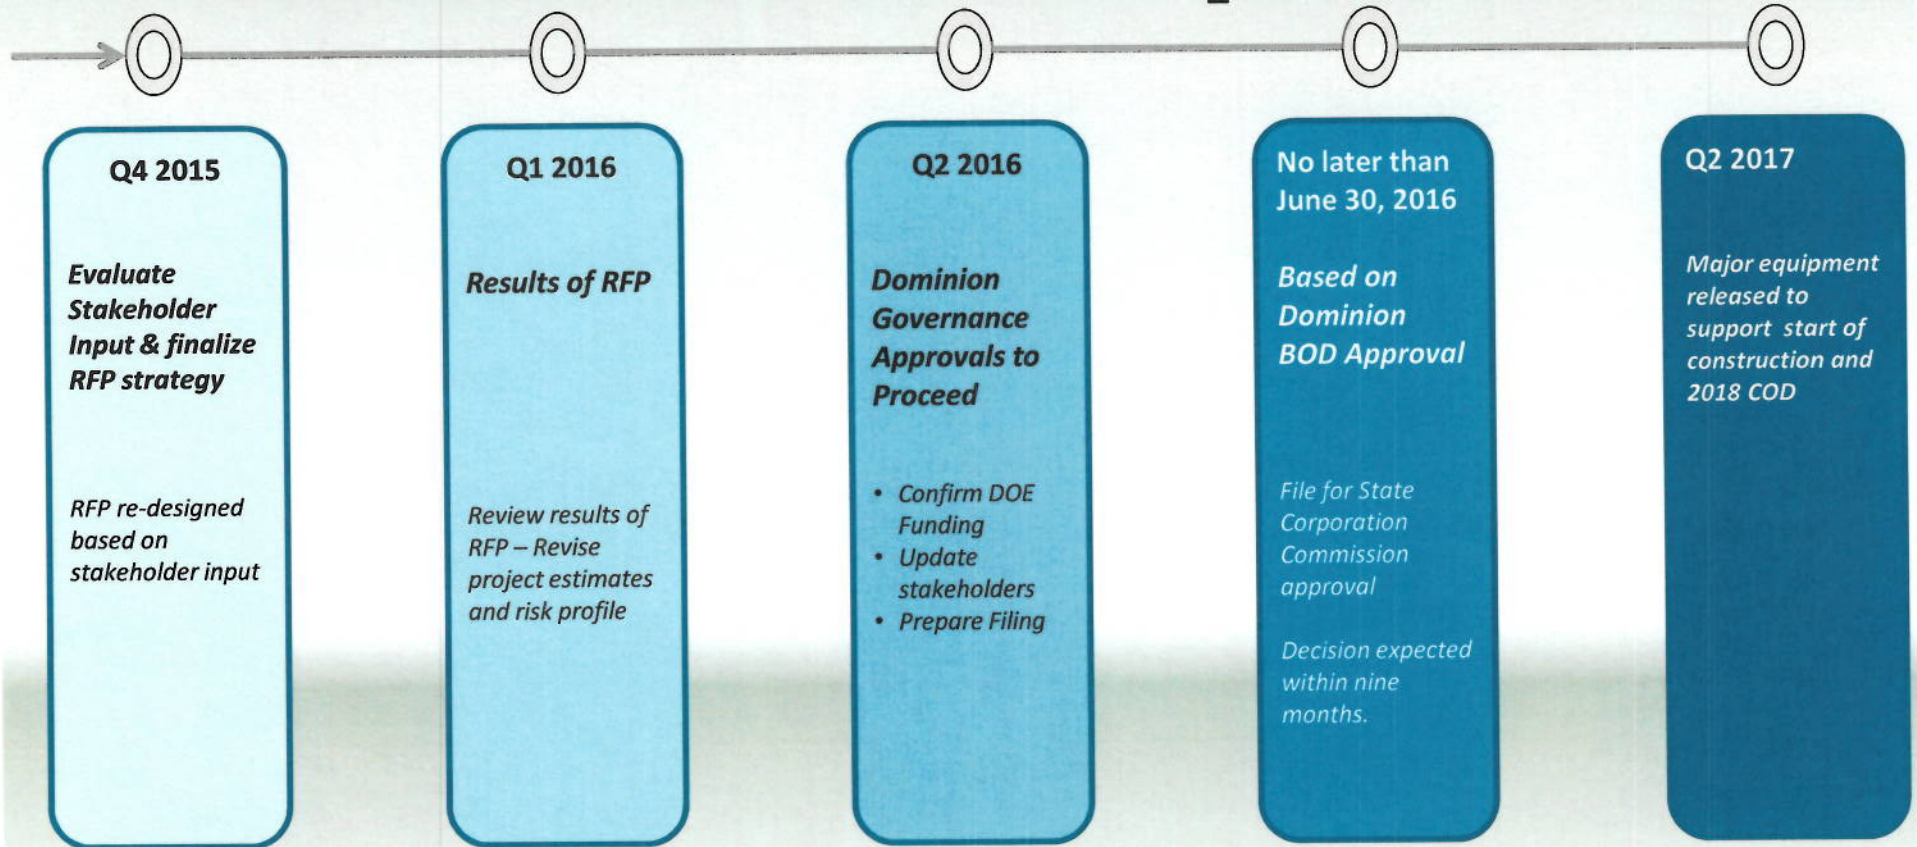 Q4 2015
Evaluate
Stakeholder
Input & finalize
RFP strategy
RFP re-designed
based on
stakeholder input
Q1 2016
Results of RFP
Review results of
RFP – Revise
project estimates
and risk profile
Q2 2016
Dominion
Governance
Approvals to
Proceed
• Confirm DOE
Funding
• Update
stakeholders
• Prepare Filing
No later than
June 30, 2016
Based on
Dominion
BOD Approval
File for State
Corporation
Commission
approval
Decision expected
within nine
months.
Q2 2017
Major equipment
released to
support start of
construction and
2018 COD